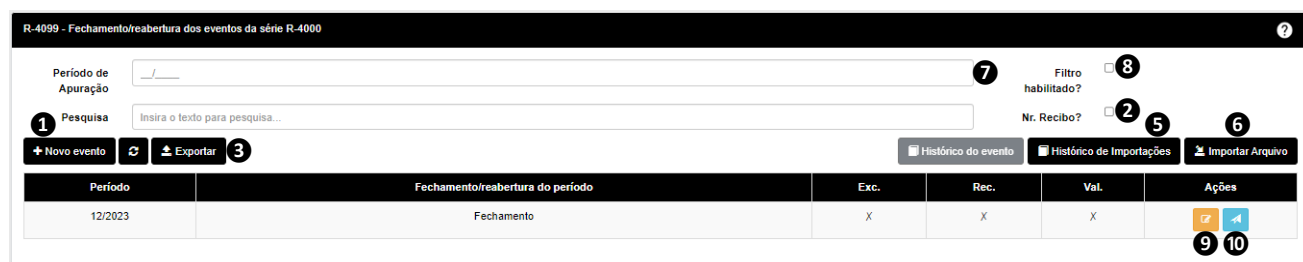 R-4099 - Fechamento/reabertura dos eventos da série R-4000 ?
Período de Apuração _/____ 7 Filtro habilitado? 8
1 Pesquisa Insira o texto para pesquisa... Nr. Recibo? 2 5 6
+ Novo evento Exportar 3 Histórico do evento Histórico de Importações Importar Arquivo
Período Fechamento/reabertura do período Exc. Rec. Val. Ações
12/2023 Fechamento X X X
9 10